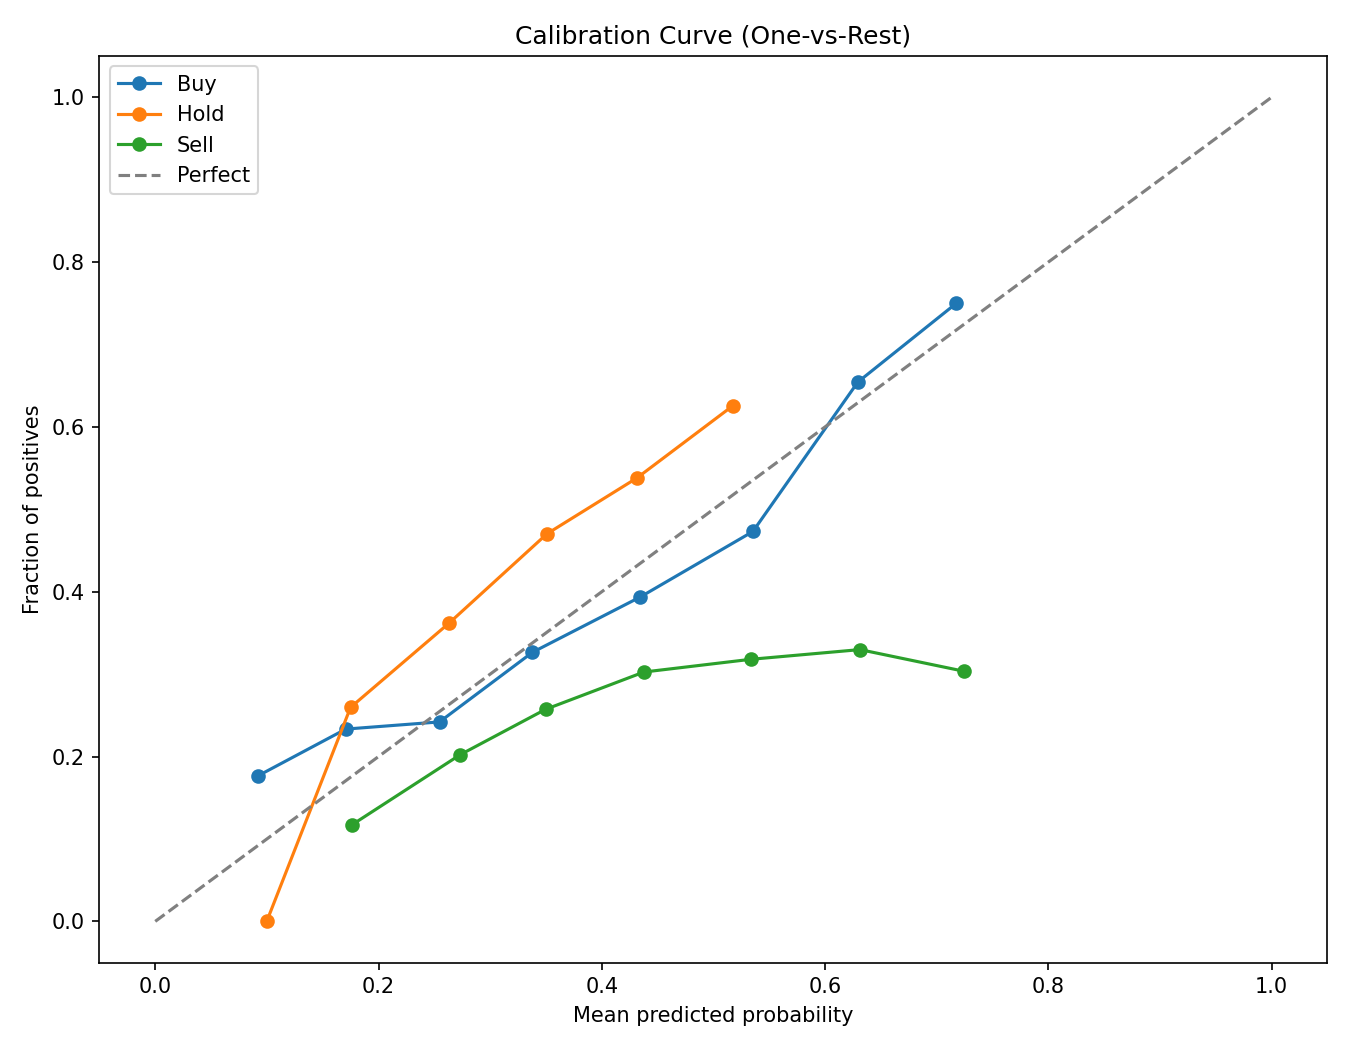 Calibration Curve (One-vs-Rest)
Buy
Hold
Sell
Perfect
1.0
0.8
0.6
0.4
0.2
0.0
Fraction of positives
0.0 0.2 0.4 0.6 0.8 1.0
Mean predicted probability